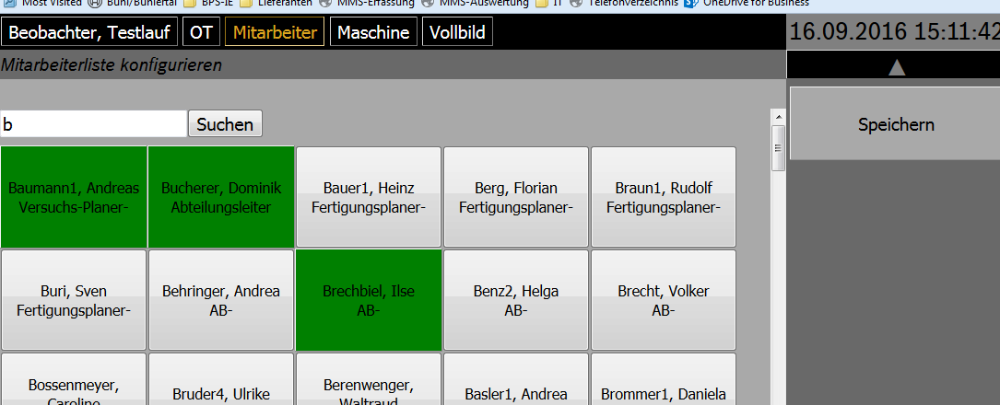 Most Visited Bühl/Bühlertal BPS-IE Lieferanten MMS-Erfassung MMS-Auswertung IT Telefonverzeichnis OneDrive for Business
Beobachter, Testlauf OT Mitarbeiter Maschine Vollbild 16.09.2016 15:11:42
Mitarbeiterliste konfigurieren
Speichern
b Suchen
Baumann1, Andreas
Versuchs-Planer-
Bucherer, Dominik
Abteilungsleiter
Bauer1, Heinz
Fertigungsplaner-
Berg, Florian
Fertigungsplaner-
Braun1, Rudolf
Fertigungsplaner-
Buri, Sven
Fertigungsplaner-
Behringer, Andrea
AB-
Brechbiel, Ilse
AB-
Benz2, Helga
AB-
Brecht, Volker
AB-
Bossenmeyer,
Caroline
Bruder4, Ulrike
Berenwenger,
Waltraud
Basler1, Andrea
Brommer1, Daniela